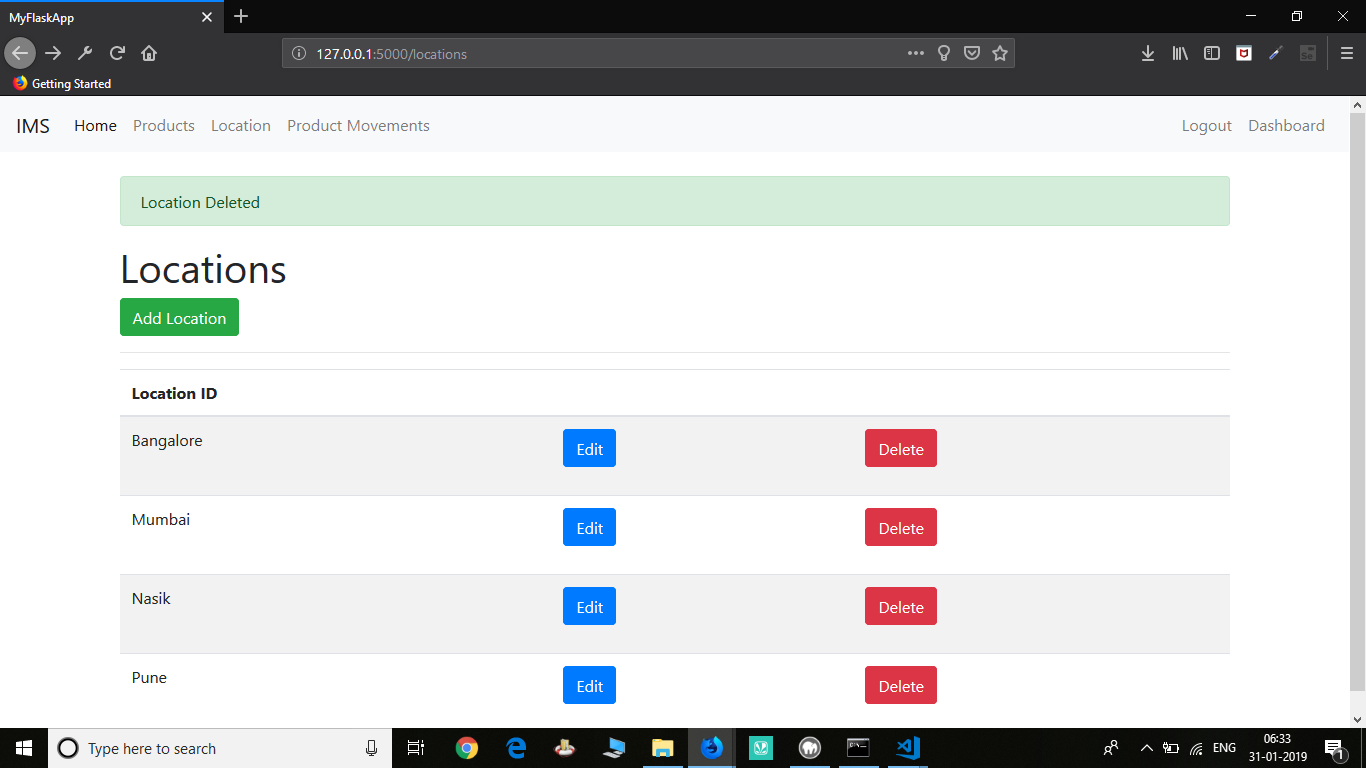 MyFlaskApp
127.0.0.1:5000/locations
Getting Started
IMS Home Products Location Product Movements Logout Dashboard
Location Deleted
Locations
Add Location
Location ID
Bangalore Edit Delete
Mumbai Edit Delete
Nasik Edit Delete
Pune Edit Delete
Type here to search
ENG
06:33
31-01-2019
1